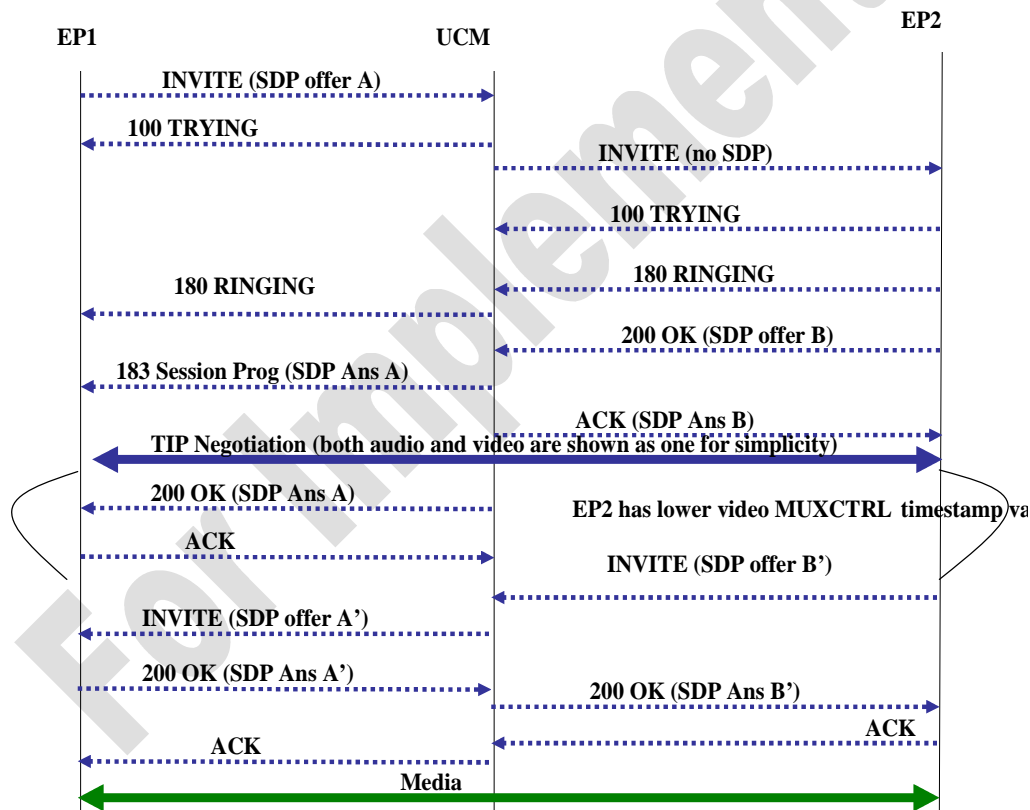 EP1
UCM
EP2
INVITE (SDP offer A)
100 TRYING
INVITE (no SDP)
100 TRYING
180 RINGING
180 RINGING
200 OK (SDP offer B)
183 Session Prog (SDP Ans A)
ACK (SDP Ans B)
TIP Negotiation (both audio and video are shown as one for simplicity)
200 OK (SDP Ans A)
EP2 has lower video MUXCTRL timestamp va
ACK
INVITE (SDP offer B’)
INVITE (SDP offer A’)
200 OK (SDP Ans A’)
200 OK (SDP Ans B’)
ACK
ACK
Media
For Implement